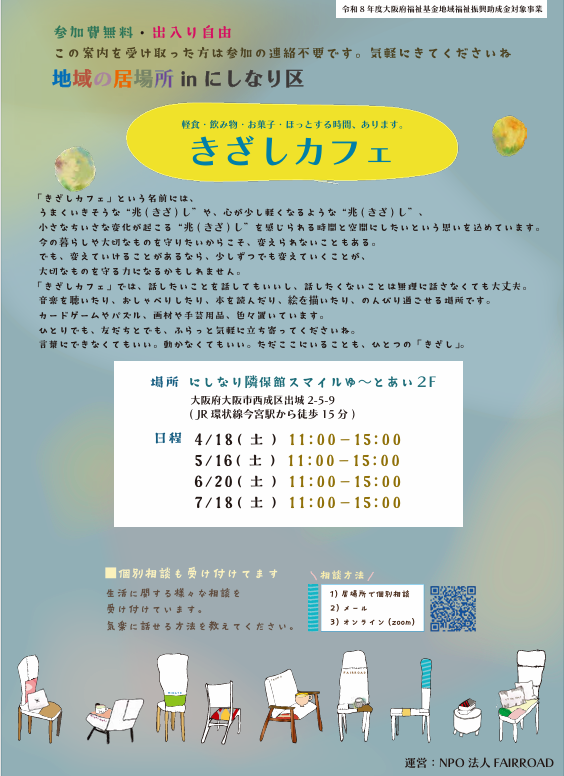 令和8年度大阪府福祉基金地域福祉振興助成金対象事業
参加費無料・出入り自由
この案内を受け取った方は参加の連絡不要です。気軽にきてくださいね
地域の居場所 in にしなり区
軽食・飲み物・お菓子・ほっとする時間、あります。
きざしカフェ
「きざしカフェ」という名前には、
うまくいきそうな“兆(きざ)し”や、心が少し軽くなるような“兆(きざ)し”、
小さなちいさな変化が起こる“兆(きざ)し”を感じられる時間と空間にしたいという思いを込めています。
今の暮らしや大切なものを守りたいからこそ、変えられないこともある。
でも、変えていけることがあるなら、少しずつでも変えていくことが、
大切なものを守る力になるかもしれません。
「きざしカフェ」では、話したいことを話してもいいし、話したくないことは無理に話さなくても大丈夫。
音楽を聴いたり、おしゃべりしたり、本を読んだり、絵を描いたり、のんびり過ごせる場所です。
カードゲームやパズル、画材や手芸用品、色々置いています。
ひとりでも、友だちとでも、ふらっと気軽に立ち寄ってくださいね。
言葉にできなくてもいい。動かなくてもいい。ただここにいることも、ひとつの「きざし」。
場所 にしなり隣保館スマイルゆ〜とあい2F
大阪府大阪市西成区出城2-5-9
(JR環状線今宮駅から徒歩15分)
日程 4/18(土) 11:00－15:00
5/16(土) 11:00－15:00
6/20(土) 11:00－15:00
7/18(土) 11:00－15:00
■個別相談も受け付けてます
生活に関する様々な相談を
受け付けています。
気楽に話せる方法を教えてください。
＼相談方法／
1) 居場所で個別相談
2) メール
3) オンライン(zoom)
FAIRROAD
運営：NPO法人FAIRROAD